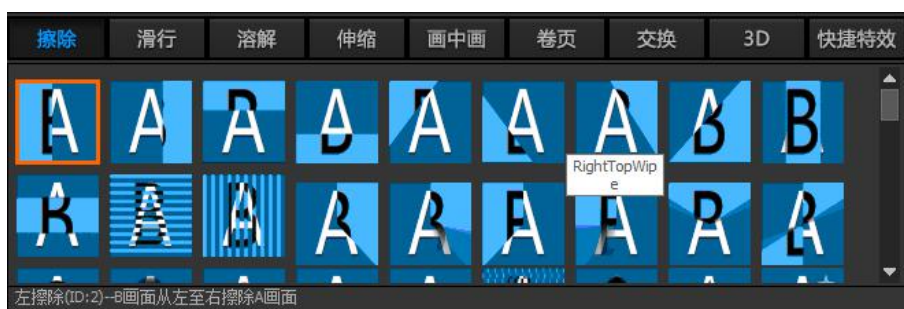 擦除 滑行 溶解 伸缩 画中画 卷页 交换 3D 快捷特效
RightTopWip
e
左擦除(ID:2)--B画面从左至右擦除A画面